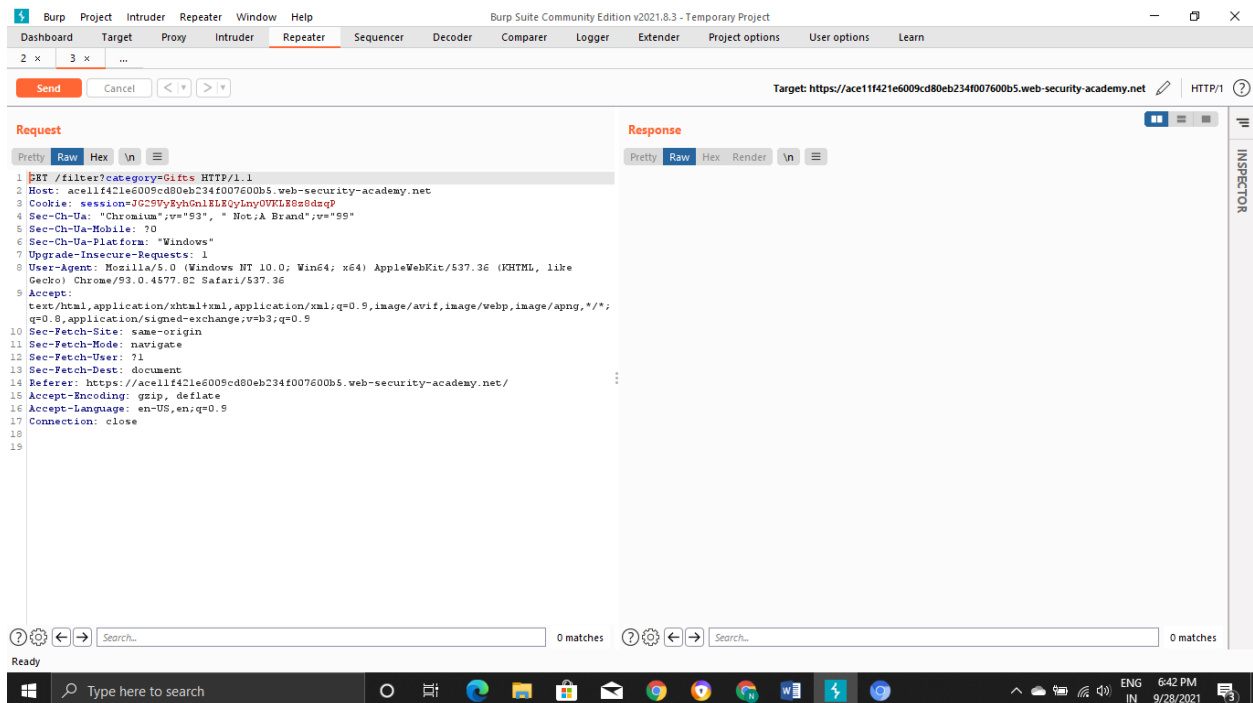 Burp Project Intruder Repeater Window Help Burp Suite Community Edition v2021.8.3 - Temporary Project
Dashboard Target Proxy Intruder Repeater Sequencer Decoder Comparer Logger Extender Project options User options Learn
2 × 3 × ...
Send Cancel < > Target: https://ace11f421e6009cd80eb234f007600b5.web-security-academy.net HTTP/1 ?
Request
Pretty Raw Hex \n
1 GET /filter?category=Gifts HTTP/1.1
2 Host: ace11f421e6009cd80eb234f007600b5.web-security-academy.net
3 Cookie: session=JG29VyEyhGnlELEQyLnyOVKLE8z8dzqP
4 Sec-Ch-Ua: "Chromium";v="93", " Not;A Brand";v="99"
5 Sec-Ch-Ua-Mobile: ?0
6 Sec-Ch-Ua-Platform: "Windows"
7 Upgrade-Insecure-Requests: 1
8 User-Agent: Mozilla/5.0 (Windows NT 10.0; Win64; x64) AppleWebKit/537.36 (KHTML, like
Gecko) Chrome/93.0.4577.82 Safari/537.36
9 Accept:
text/html,application/xhtml+xml,application/xml;q=0.9,image/avif,image/webp,image/apng,*/*;
q=0.8,application/signed-exchange;v=b3;q=0.9
10 Sec-Fetch-Site: same-origin
11 Sec-Fetch-Mode: navigate
12 Sec-Fetch-User: ?1
13 Sec-Fetch-Dest: document
14 Referer: https://ace11f421e6009cd80eb234f007600b5.web-security-academy.net/
15 Accept-Encoding: gzip, deflate
16 Accept-Language: en-US,en;q=0.9
17 Connection: close
18
19
Response
Pretty Raw Hex Render \n
INSPECTOR
? Search... 0 matches
? Search... 0 matches
Ready
Type here to search
ENG 6:42 PM
IN 9/28/2021 3